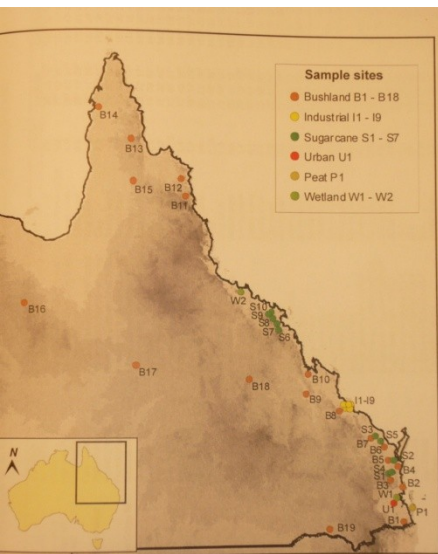 Sample sites
Bushland B1 - B18
Industrial I1 - I9
Sugarcane S1 - S7
Urban U1
Peat P1
Wetland W1 - W2
B14
B13
B15
B12
B11
B16
W2
S10
S9
S8
S7
S6
B17
B18
B10
B9
I1-I9
B8
S3
S5
B7
B6
B5
S2
S4
B4
S1
B3
B2
W1
U1
P1
B1
B19
N